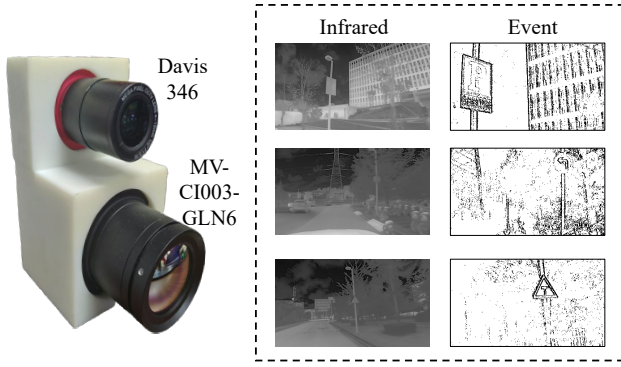 Davis
346
MV-
CI003-
GLN6
Infrared
Event